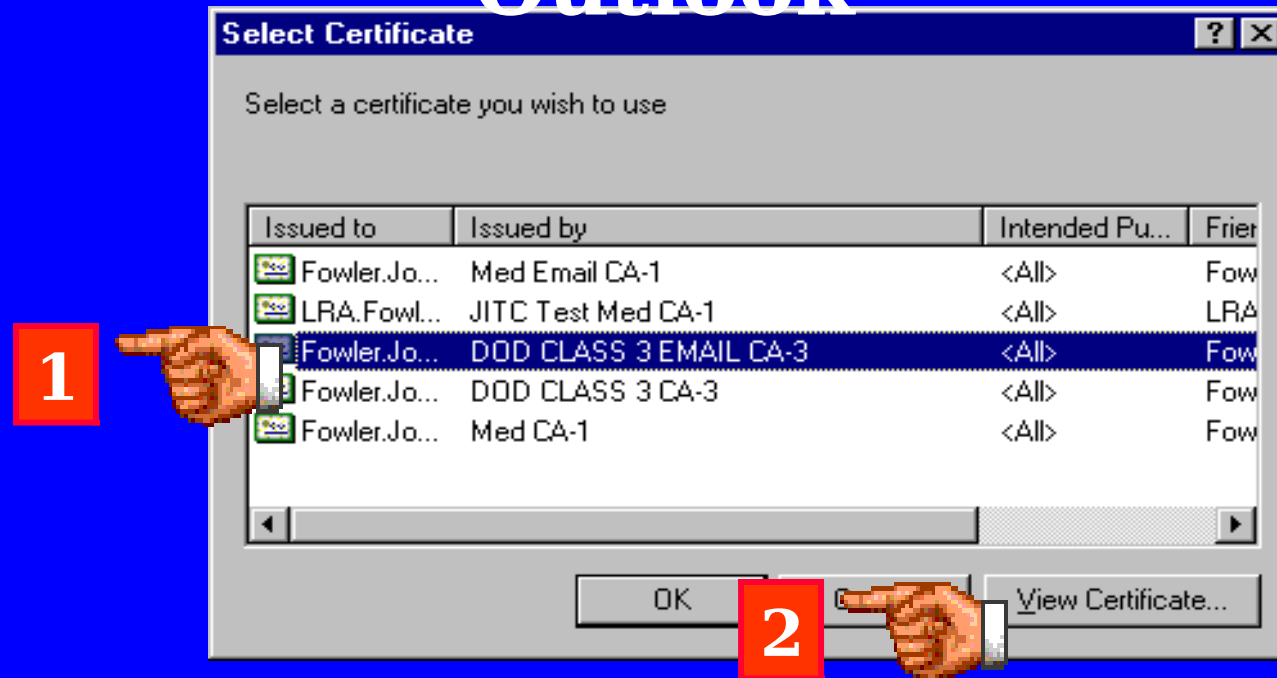 Outlook
Select Certificate
Select a certificate you wish to use
Issued to Issued by Intended Pu... Frien
Fowler.Jo... Med Email CA-1 <All> Fow
LRA.Fowl... JITC Test Med CA-1 <All> LRA
1 Fowler.Jo... DOD CLASS 3 EMAIL CA-3 <All> Fow
Fowler.Jo... DOD CLASS 3 CA-3 <All> Fow
Fowler.Jo... Med CA-1 <All> Fow
OK 2 View Certificate...